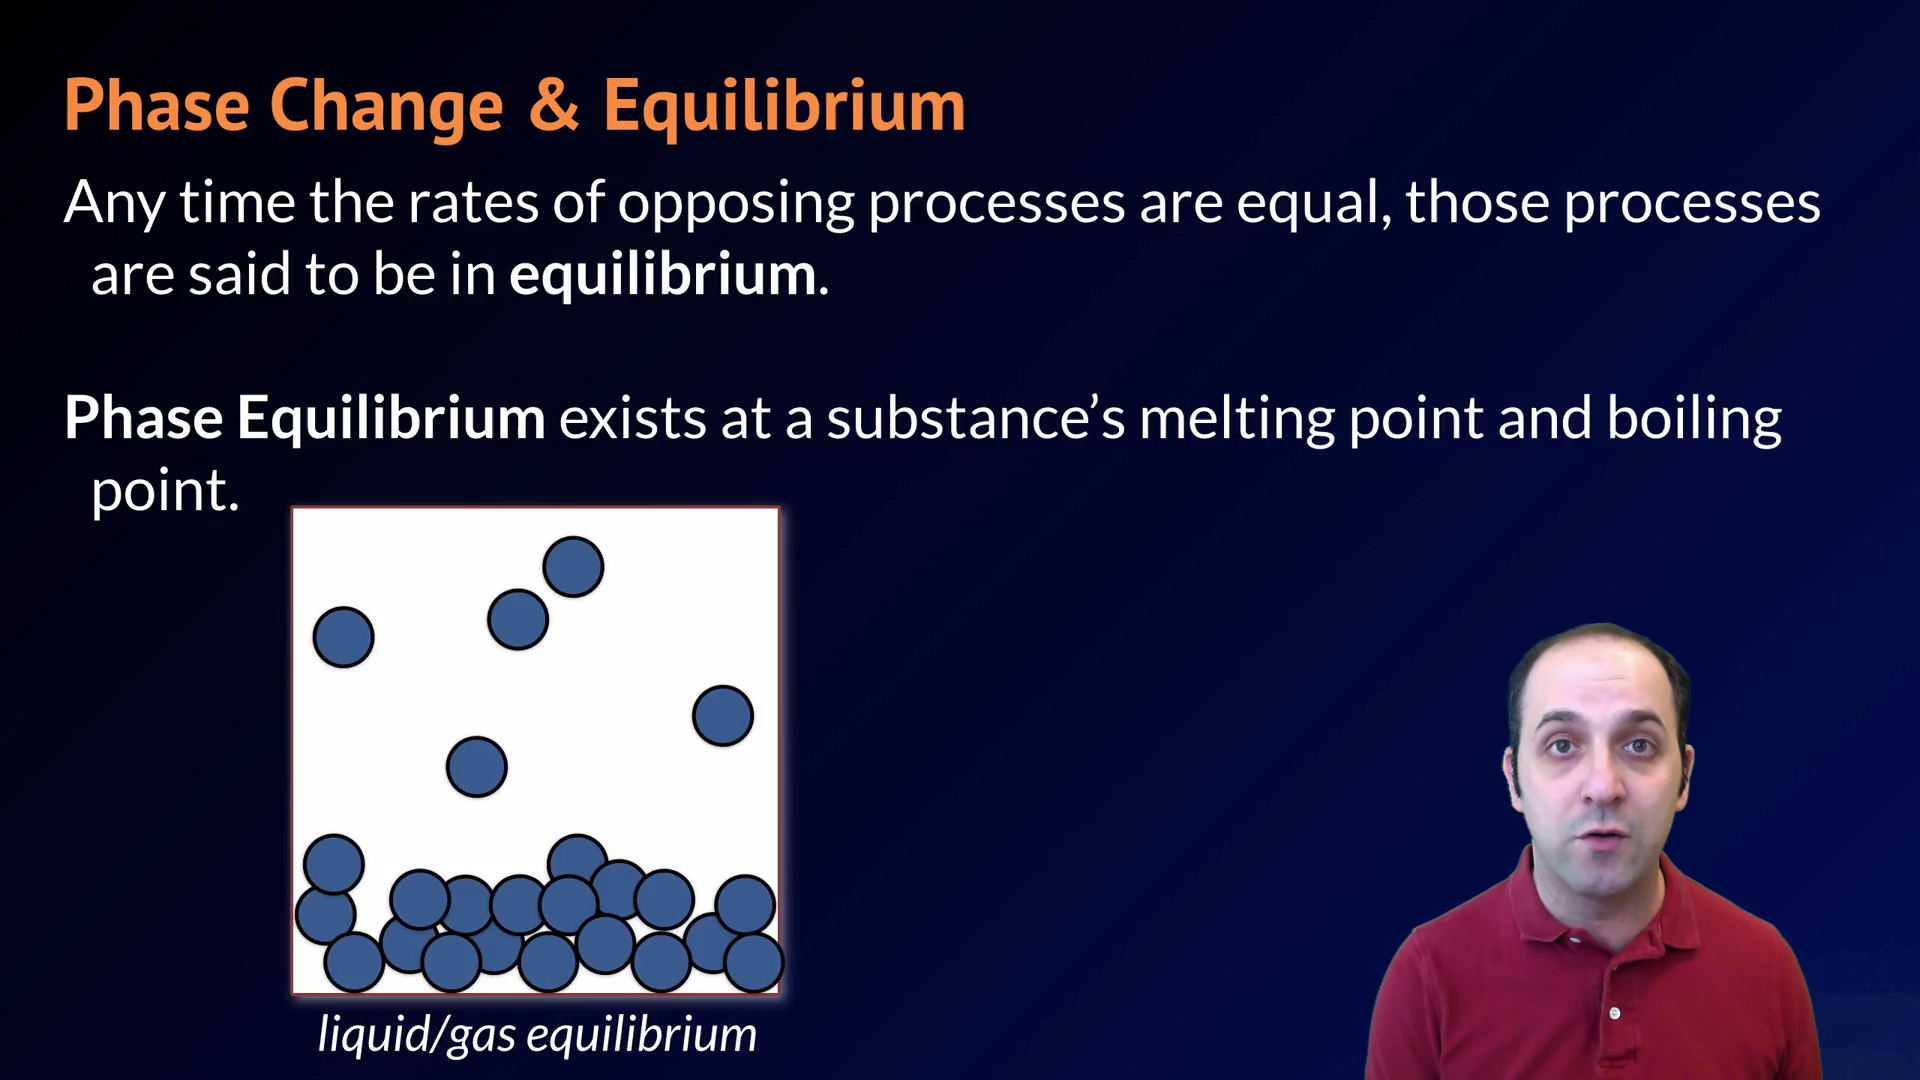 Phase Change & Equilibrium
Any time the rates of opposing processes are equal, those processes
are said to be in equilibrium.
Phase Equilibrium exists at a substance’s melting point and boiling
point.
liquid/gas equilibrium